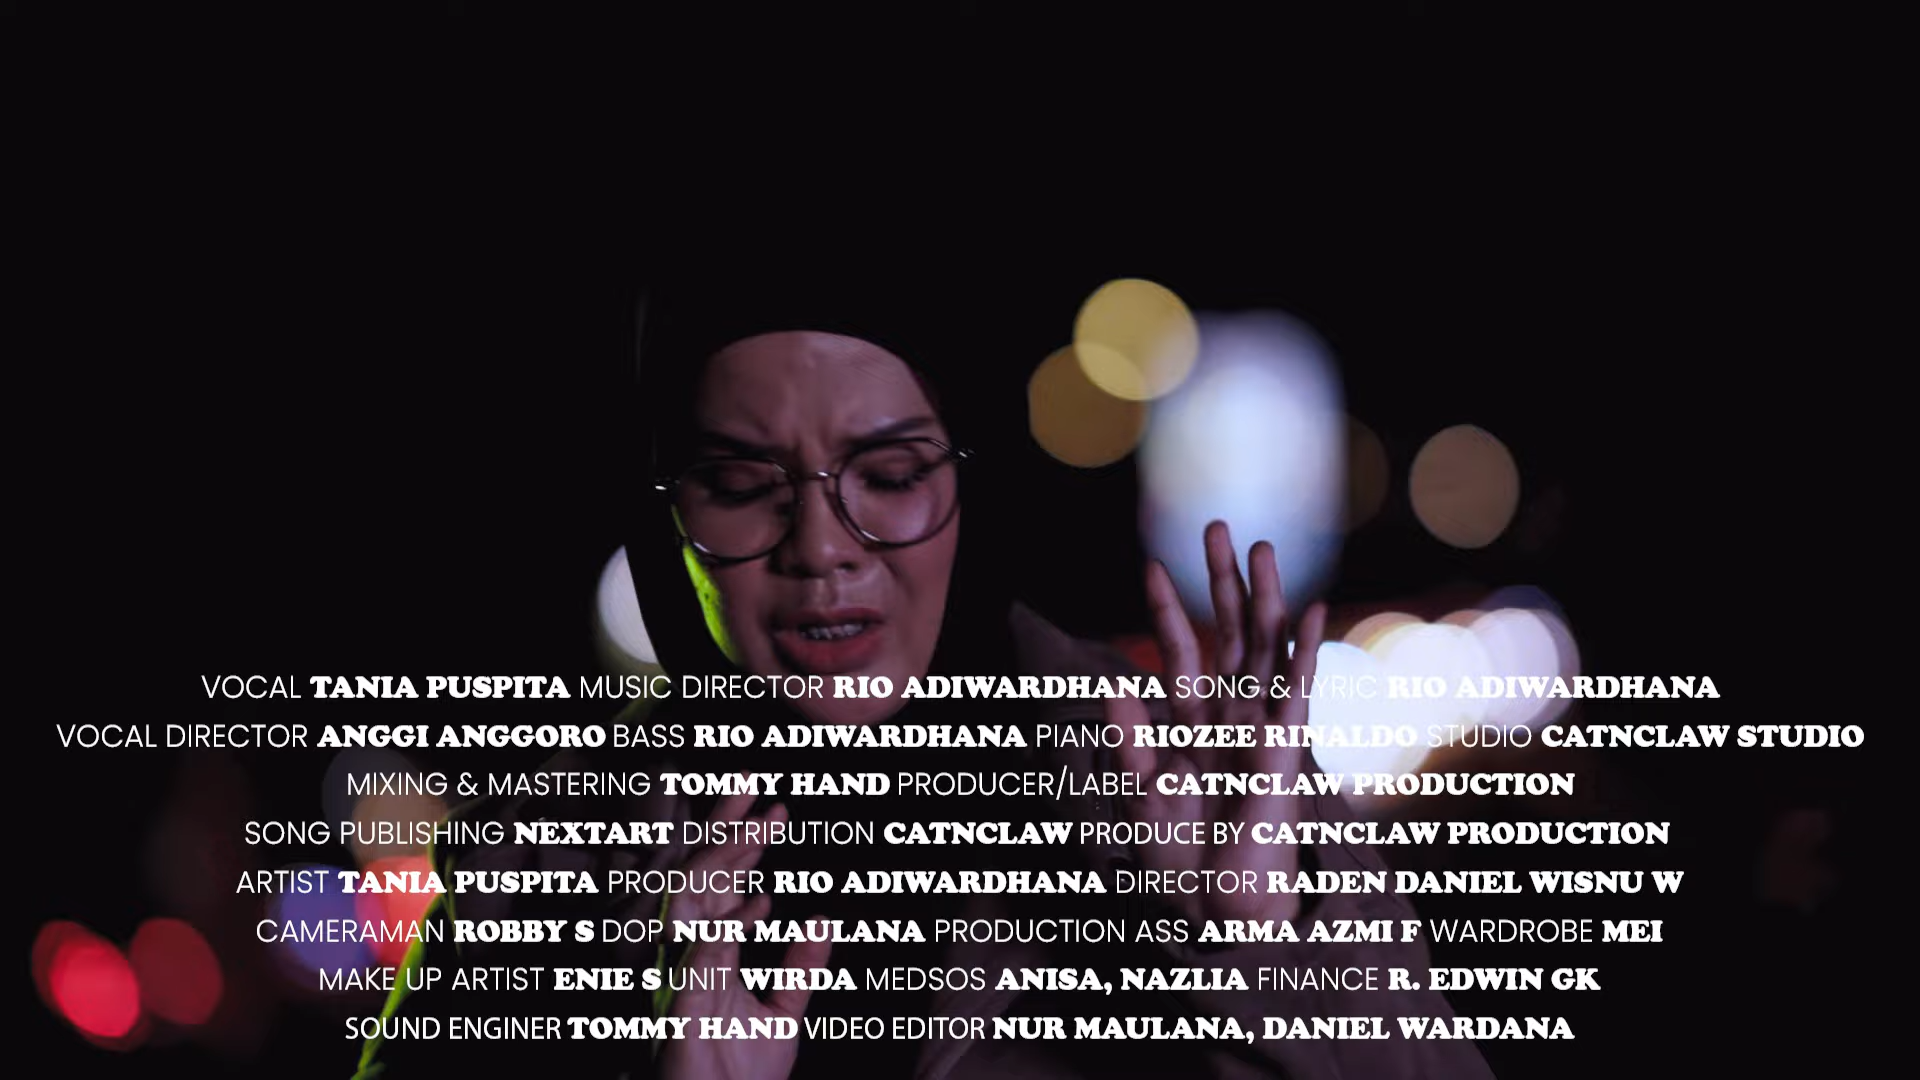 VOCAL TANIA PUSPITA MUSIC DIRECTOR RIO ADIWARDHANA SONG & LYRIC RIO ADIWARDHANA
VOCAL DIRECTOR ANGGI ANGGORO BASS RIO ADIWARDHANA PIANO RIOZEE RINALDO STUDIO CATNCLAW STUDIO
MIXING & MASTERING TOMMY HAND PRODUCER/LABEL CATNCLAW PRODUCTION
SONG PUBLISHING NEXTART DISTRIBUTION CATNCLAW PRODUCE BY CATNCLAW PRODUCTION
ARTIST TANIA PUSPITA PRODUCER RIO ADIWARDHANA DIRECTOR RADEN DANIEL WISNU W
CAMERAMAN ROBBY S DOP NUR MAULANA PRODUCTION ASS ARMA AZMI F WARDROBE MEI
MAKE UP ARTIST ENIE S UNIT WIRDA MEDSOS ANISA, NAZLIA FINANCE R. EDWIN GK
SOUND ENGINER TOMMY HAND VIDEO EDITOR NUR MAULANA, DANIEL WARDANA